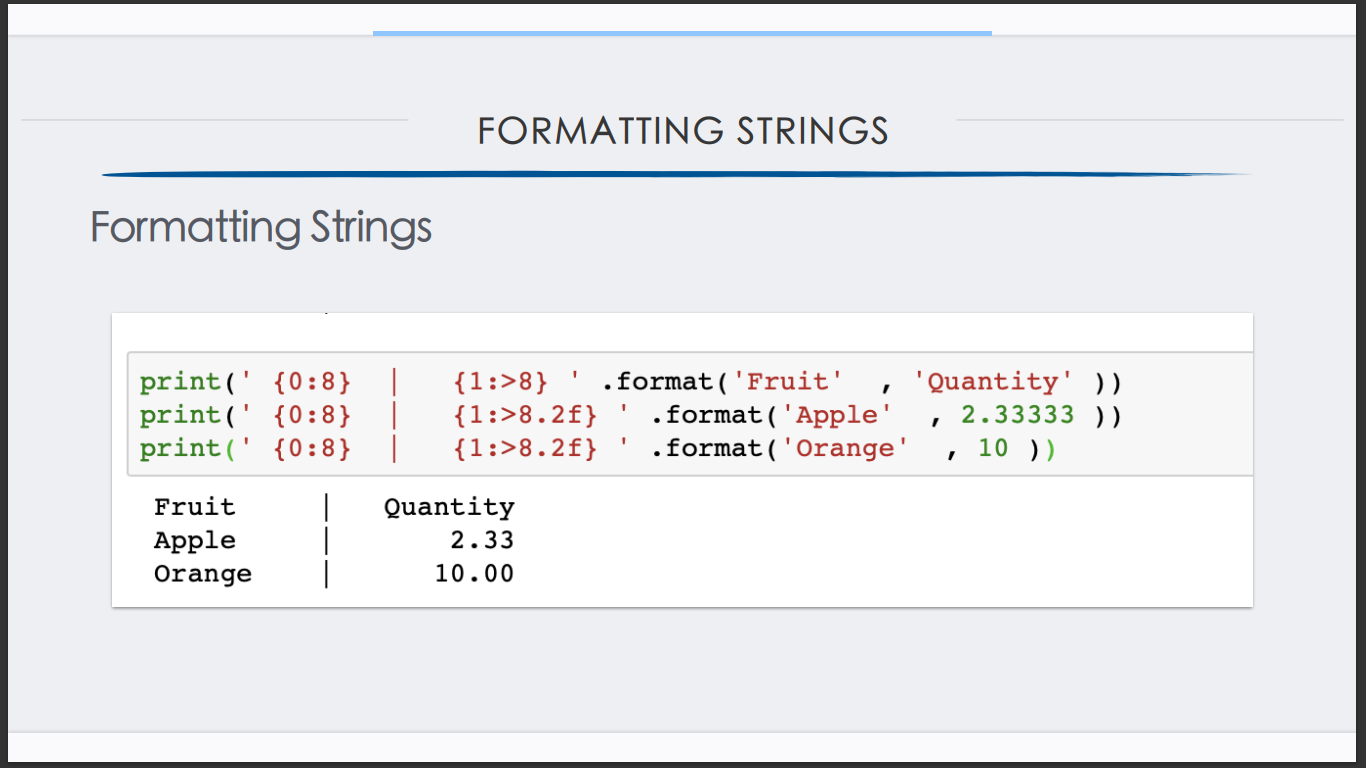 FORMATTING STRINGS
Formatting Strings
print(' {0:8}  |   {1:>8} ' .format('Fruit'  , 'Quantity' ))
print(' {0:8}  |   {1:>8.2f} ' .format('Apple'  , 2.33333 ))
print(' {0:8}  |   {1:>8.2f} ' .format('Orange'  , 10 ))
Fruit     |   Quantity
Apple     |       2.33
Orange    |      10.00